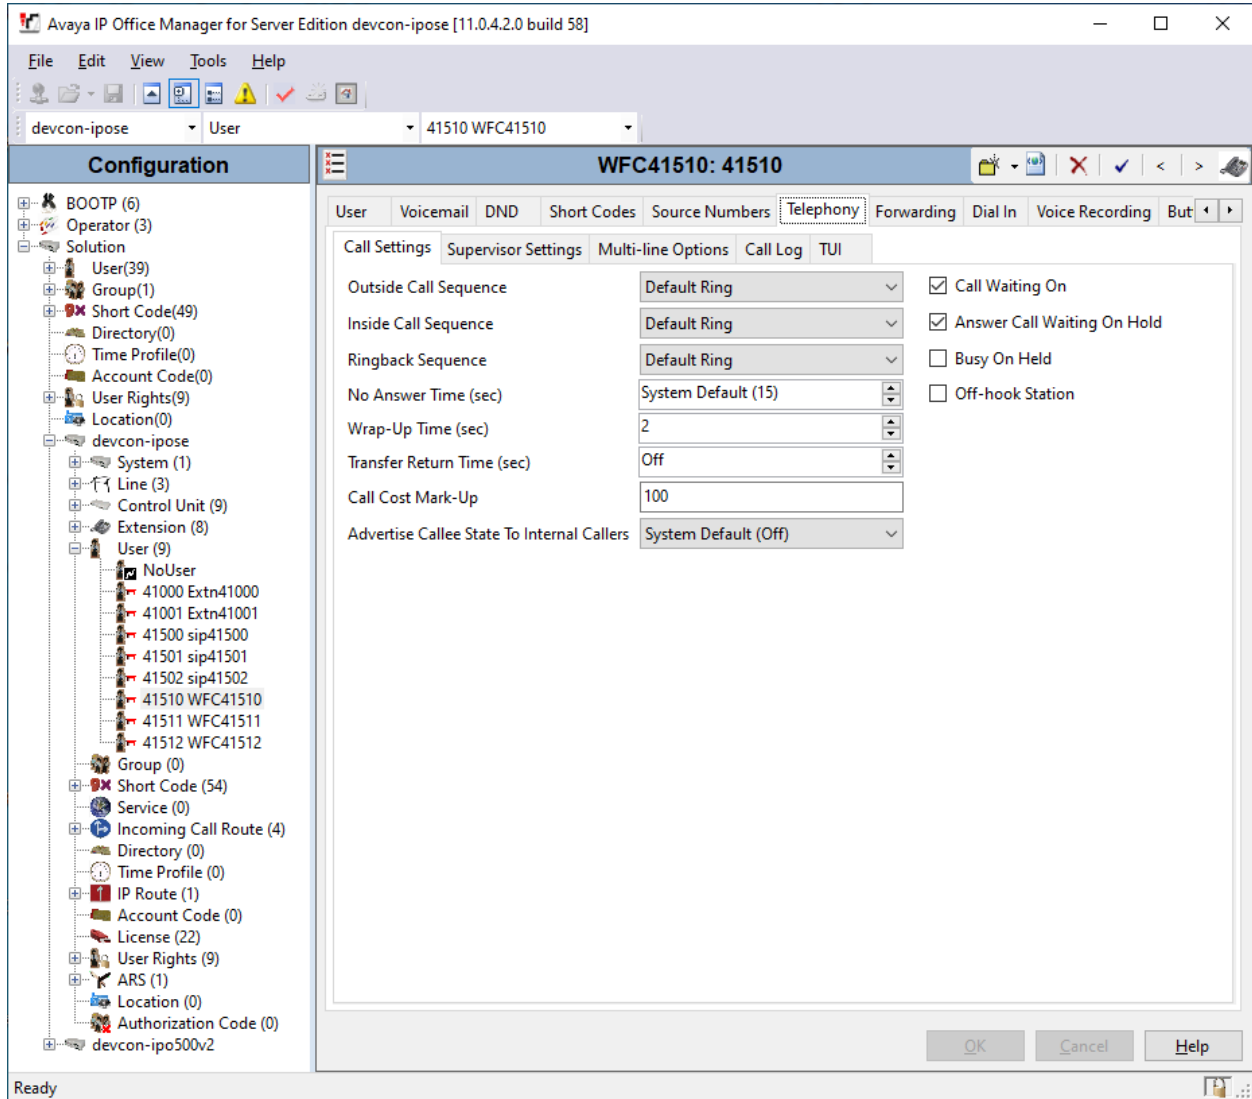 Avaya IP Office Manager for Server Edition devcon-ipose [11.0.4.2.0 build 58]
File Edit View Tools Help
devcon-ipose User 41510 WFC41510
Configuration
BOOTP (6)
Operator (3)
Solution
User(39)
Group(1)
Short Code(49)
Directory(0)
Time Profile(0)
Account Code(0)
User Rights(9)
Location(0)
devcon-ipose
System (1)
Line (3)
Control Unit (9)
Extension (8)
User (9)
NoUser
41000 Extn41000
41001 Extn41001
41500 sip41500
41501 sip41501
41502 sip41502
41510 WFC41510
41511 WFC41511
41512 WFC41512
Group (0)
Short Code (54)
Service (0)
Incoming Call Route (4)
Directory (0)
Time Profile (0)
IP Route (1)
Account Code (0)
License (22)
User Rights (9)
ARS (1)
Location (0)
Authorization Code (0)
devcon-ipo500v2
WFC41510: 41510
User Voicemail DND Short Codes Source Numbers Telephony Forwarding Dial In Voice Recording But
Call Settings Supervisor Settings Multi-line Options Call Log TUI
Outside Call Sequence Default Ring Call Waiting On
Inside Call Sequence Default Ring Answer Call Waiting On Hold
Ringback Sequence Default Ring Busy On Held
No Answer Time (sec) System Default (15) Off-hook Station
Wrap-Up Time (sec) 2
Transfer Return Time (sec) Off
Call Cost Mark-Up 100
Advertise Callee State To Internal Callers System Default (Off)
OK Cancel Help
Ready